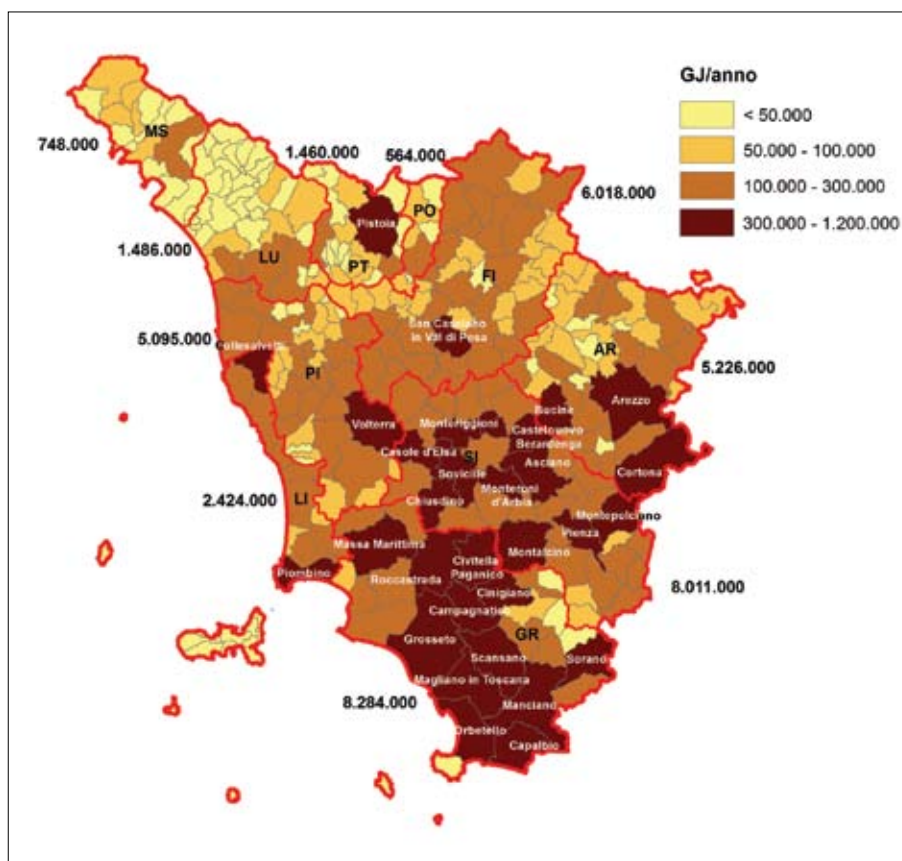 GJ/anno
< 50.000
50.000 - 100.000
100.000 - 300.000
300.000 - 1.200.000
MS
748.000
1.460.000
564.000
6.018.000
PO
Pistoia
1.486.000
LU
PT
FI
San Casciano
in Val di Pesa
5.095.000
Collesalvetti
AR
PI
5.226.000
Arezzo
Volterra
Bucine
Monteriggioni
Castelnuovo
Berardenga
Casole d'Elsa
SI
Asciano
Sovicille
Cortona
Monteroni
d'Arbia
Chiusdino
2.424.000
LI
Montepulciano
Pienza
Massa Marittima
Montalcino
Civitella
Paganico
Piombino
Roccastrada
Cinigiano
8.011.000
Campagnatico
GR
Grosseto
Scansano
Sorano
Magliano in Toscana
8.284.000
Manciano
Orbetello
Capalbio